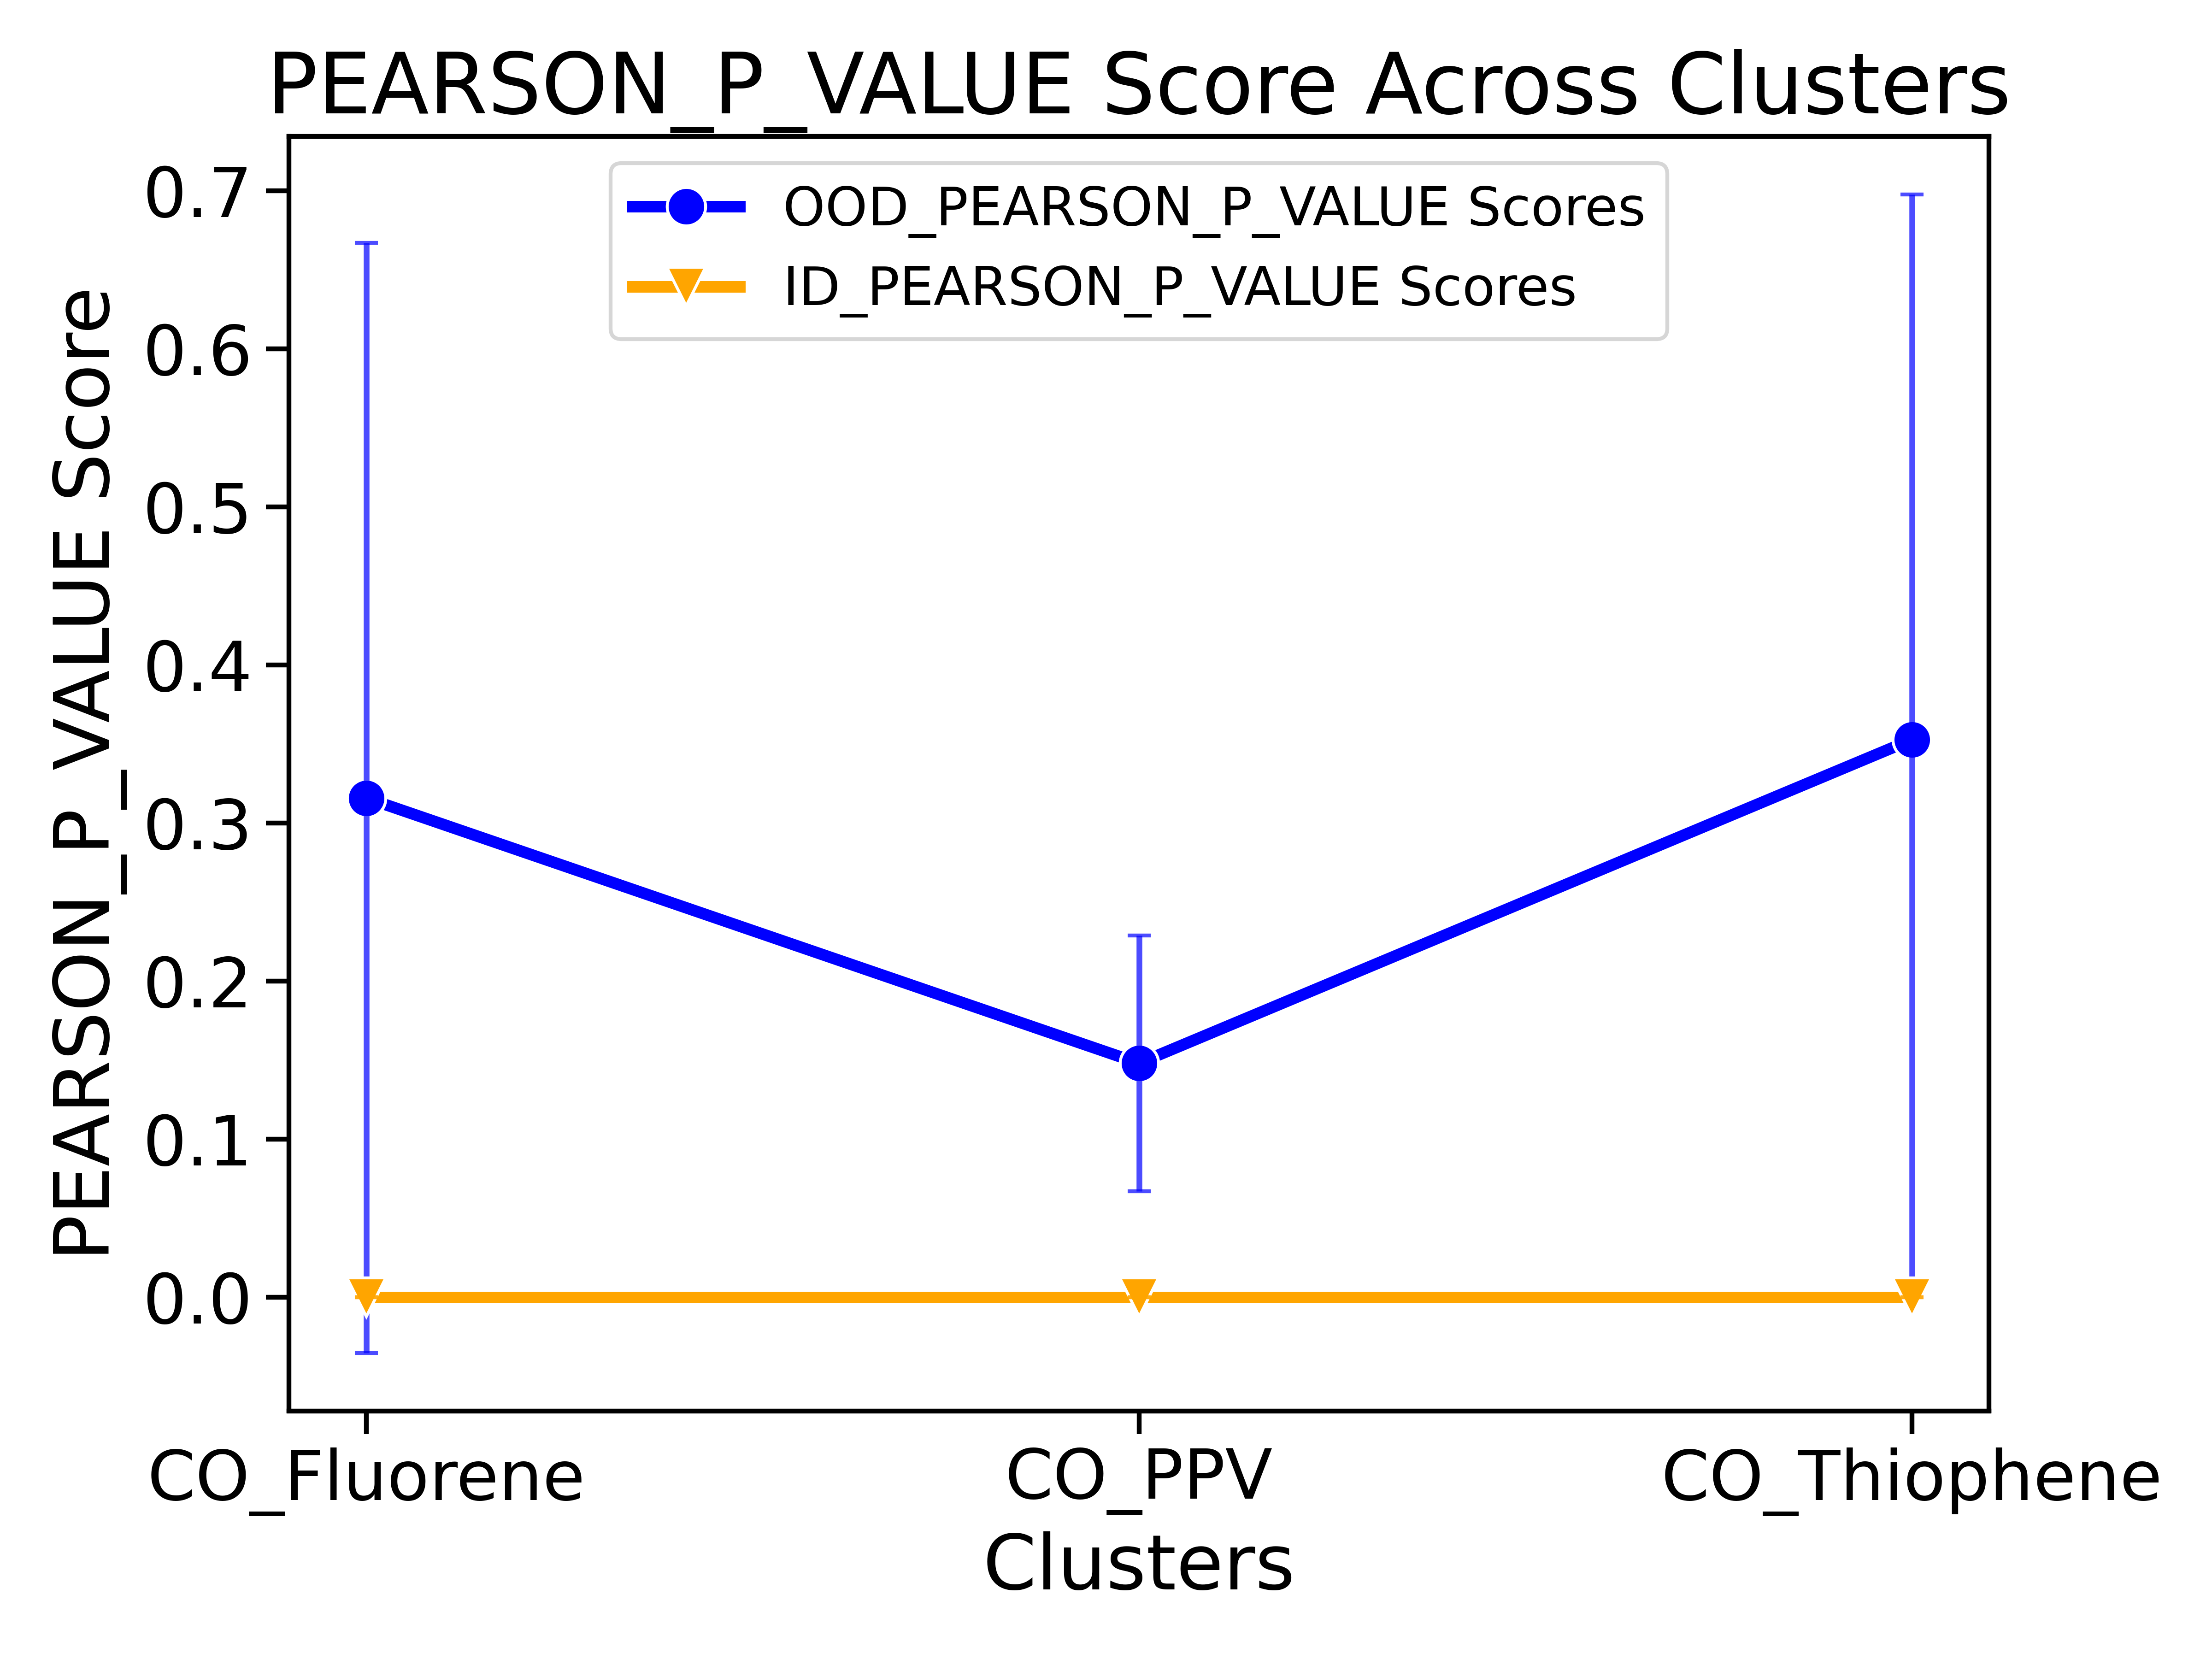 PEARSON_P_VALUE Score Across Clusters
OOD_PEARSON_P_VALUE Scores
ID_PEARSON_P_VALUE Scores
PEARSON_P_VALUE Score
0.7
0.6
0.5
0.4
0.3
0.2
0.1
0.0
CO_Fluorene CO_PPV CO_Thiophene
Clusters